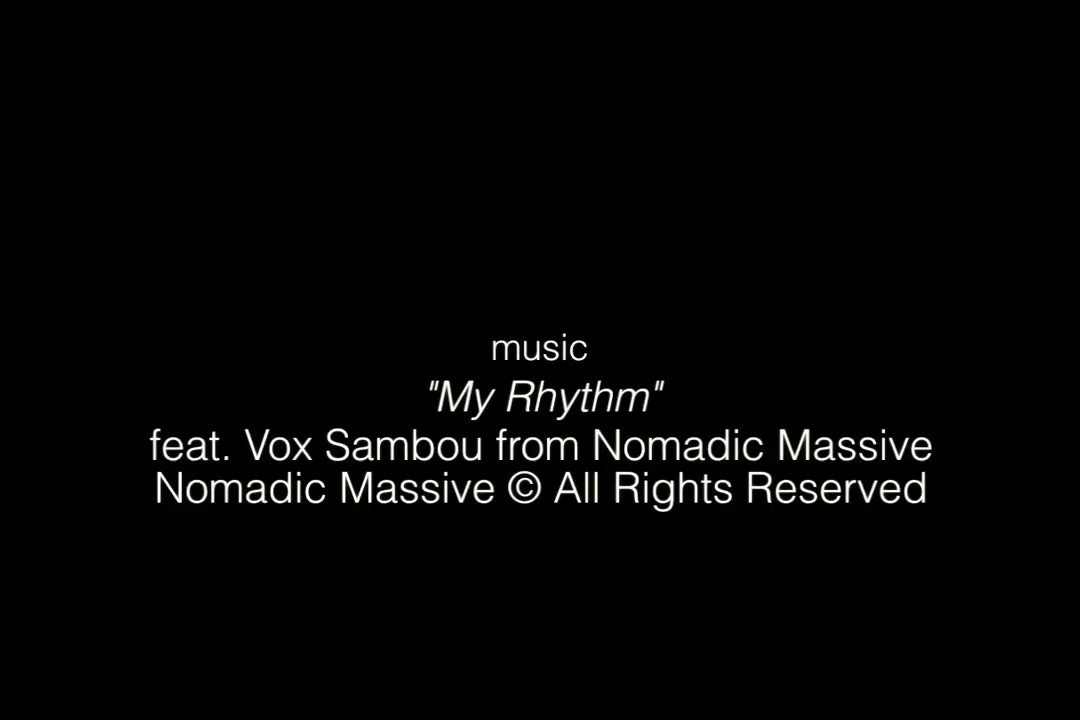 music
"My Rhythm"
feat. Vox Sambou from Nomadic Massive
Nomadic Massive © All Rights Reserved